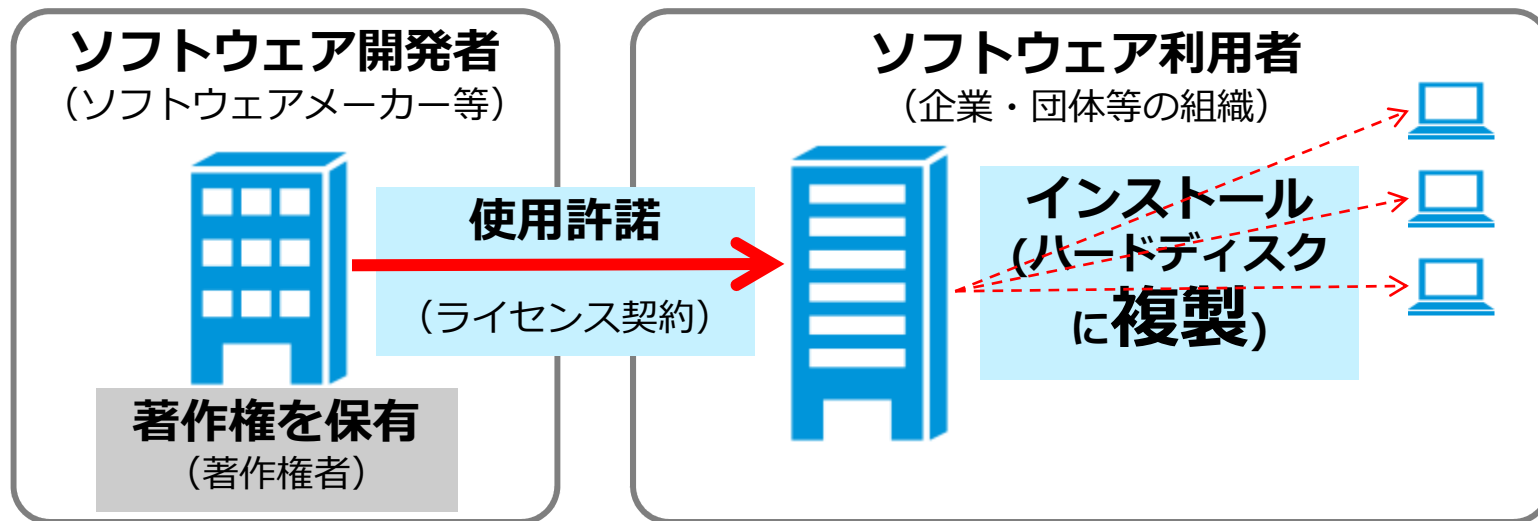 ソフトウェア開発者
（ソフトウェアメーカー等）
使用許諾
（ライセンス契約）
著作権を保有
（著作権者）
ソフトウェア利用者
（企業・団体等の組織）
インストール
(ハードディスク
に複製)